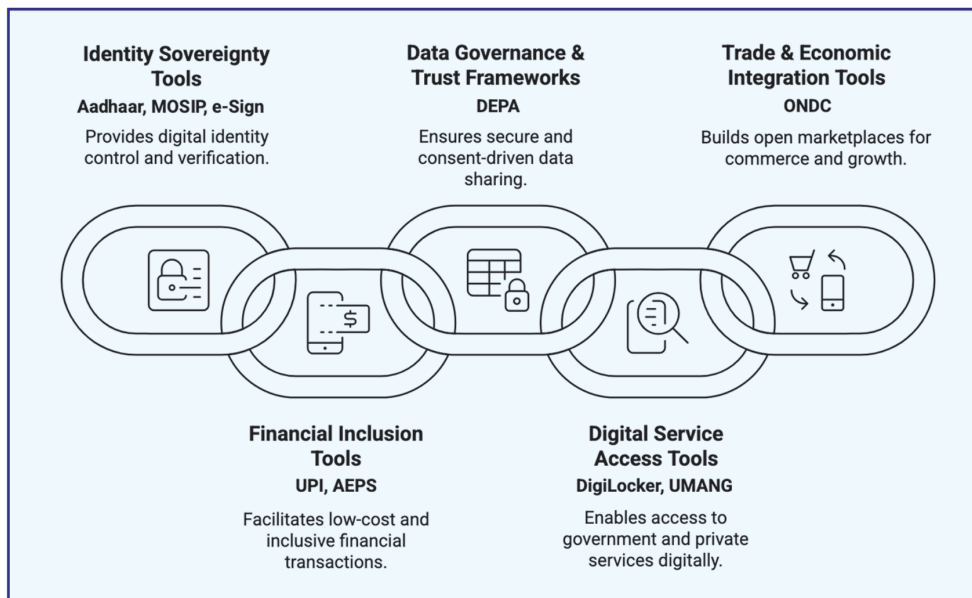 Identity Sovereignty
Tools
Aadhaar, MOSIP, e-Sign
Provides digital identity
control and verification.
Data Governance &
Trust Frameworks
DEPA
Ensures secure and
consent-driven data
sharing.
Trade & Economic
Integration Tools
ONDC
Builds open marketplaces for
commerce and growth.
$
Financial Inclusion
Tools
UPI, AEPS
Facilitates low-cost and
inclusive financial
transactions.
Digital Service
Access Tools
DigiLocker, UMANG
Enables access to
government and private
services digitally.